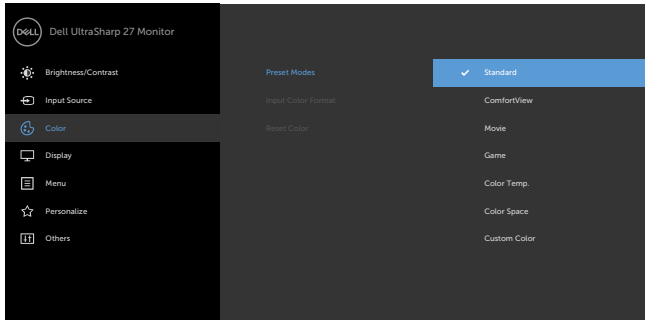 DELL Dell UltraSharp 27 Monitor
Brightness/Contrast
Input Source
Color
Display
Menu
Personalize
Others
Preset Modes
Input Color Format
Reset Color
Standard
ComfortView
Movie
Game
Color Temp.
Color Space
Custom Color